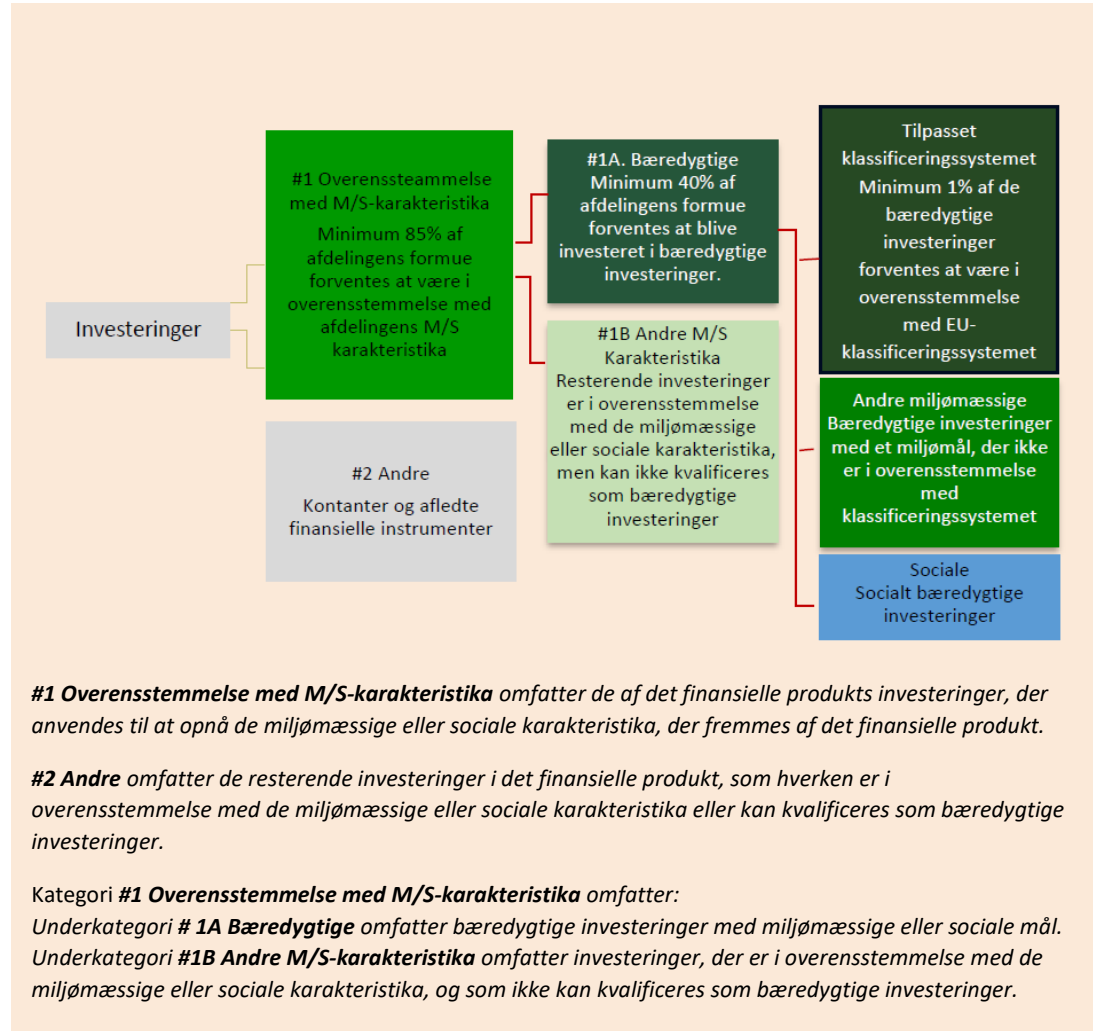 Investeringer
#1 Overenssteammelse
med M/S-karakteristika
Minimum 85% af
afdelingens formue
forventes at være i
overensstemmelse med
afdelingens M/S
karakteristika
#2 Andre
Kontanter og afledte
finansielle instrumenter
#1A. Bæredygtige
Minimum 40% af
afdelingens formue
forventes at blive
investeret i bæredygtige
investeringer.
#1B Andre M/S
Karakteristika
Resterende investeringer
er i overensstemmelse
med de miljømæssige
eller sociale karakteristika,
men kan ikke kvalificeres
som bæredygtige
investeringer
Tilpasset
klassificeringssystemet
Minimum 1% af de
bæredygtige
investeringer
forventes at være i
overensstemmelse
med EU-
klassificeringssystemet
Andre miljømæssige
Bæredygtige investeringer
med et miljømål, der ikke
er i overensstemmelse
med
klassificeringssystemet
Sociale
Socialt bæredygtige
investeringer
#1 Overensstemmelse med M/S-karakteristika omfatter de af det finansielle produkts investeringer, der
anvendes til at opnå de miljømæssige eller sociale karakteristika, der fremmes af det finansielle produkt.
#2 Andre omfatter de resterende investeringer i det finansielle produkt, som hverken er i
overensstemmelse med de miljømæssige eller sociale karakteristika eller kan kvalificeres som bæredygtige
investeringer.
Kategori #1 Overensstemmelse med M/S-karakteristika omfatter:
Underkategori # 1A Bæredygtige omfatter bæredygtige investeringer med miljømæssige eller sociale mål.
Underkategori #1B Andre M/S-karakteristika omfatter investeringer, der er i overensstemmelse med de
miljømæssige eller sociale karakteristika, og som ikke kan kvalificeres som bæredygtige investeringer.